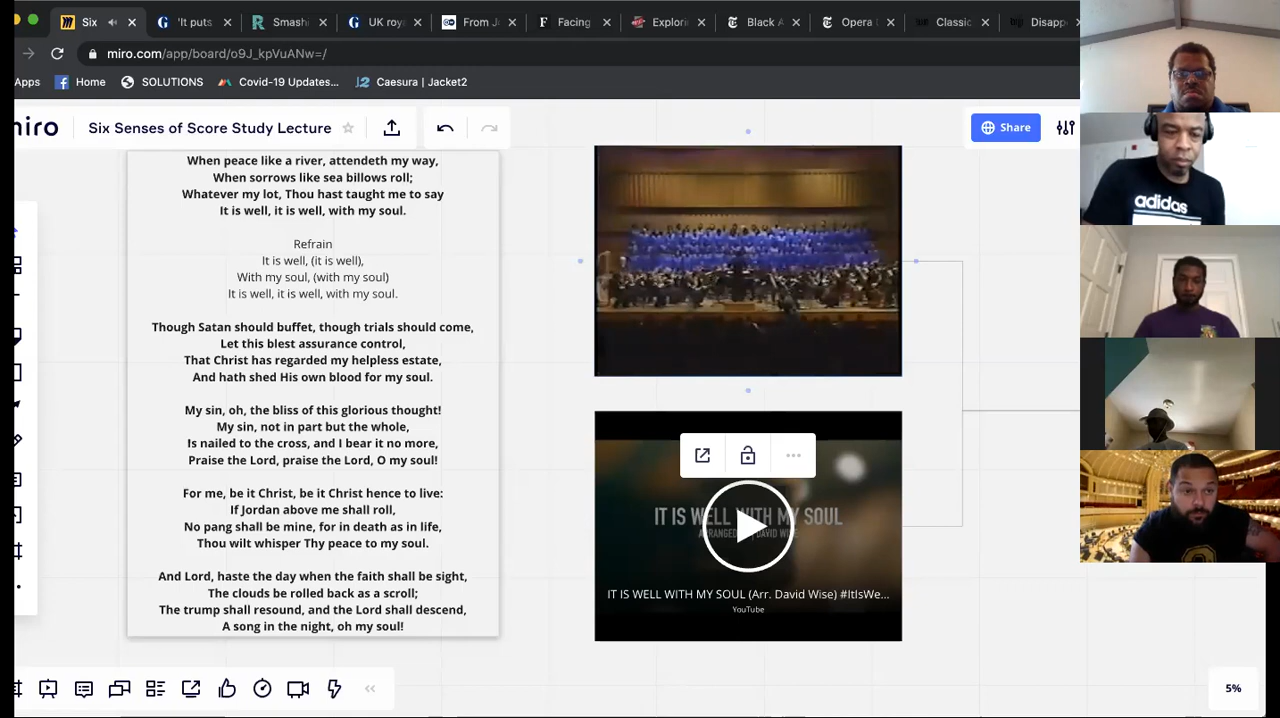 Six
'It puts
Smashi
UK roy
From Jo
Facing
Explori
Black A
Opera
Classic
Disapp
miro.com/app/board/o9J_kpVuANw=/
Apps
Home
SOLUTIONS
Covid-19 Updates...
Caesura | Jacket2
miro
Six Senses of Score Study Lecture
Share
When peace like a river, attendeth my way,
When sorrows like sea billows roll;
Whatever my lot, Thou hast taught me to say
It is well, it is well, with my soul.
Refrain
It is well, (it is well),
With my soul, (with my soul)
It is well, it is well, with my soul.
Though Satan should buffet, though trials should come,
Let this blest assurance control,
That Christ has regarded my helpless estate,
And hath shed His own blood for my soul.
My sin, oh, the bliss of this glorious thought!
My sin, not in part but the whole,
Is nailed to the cross, and I bear it no more,
Praise the Lord, praise the Lord, O my soul!
For me, be it Christ, be it Christ hence to live:
If Jordan above me shall roll,
No pang shall be mine, for in death as in life,
Thou wilt whisper Thy peace to my soul.
And Lord, haste the day when the faith shall be sight,
The clouds be rolled back as a scroll;
The trump shall resound, and the Lord shall descend,
A song in the night, oh my soul!
IT IS WELL WITH MY SOUL
ARRANGED DAVID WISE
IT IS WELL WITH MY SOUL (Arr. David Wise) #ItIsWe...
YouTube
adidas
5%